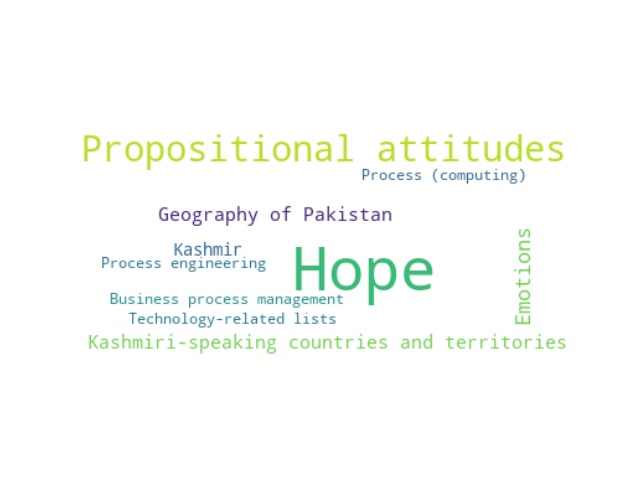 Propositional attitudes
Process (computing)
Geography of Pakistan
Kashmir
Process engineering
Hope
Emotions
Business process management
Technology-related lists
Kashmiri-speaking countries and territories